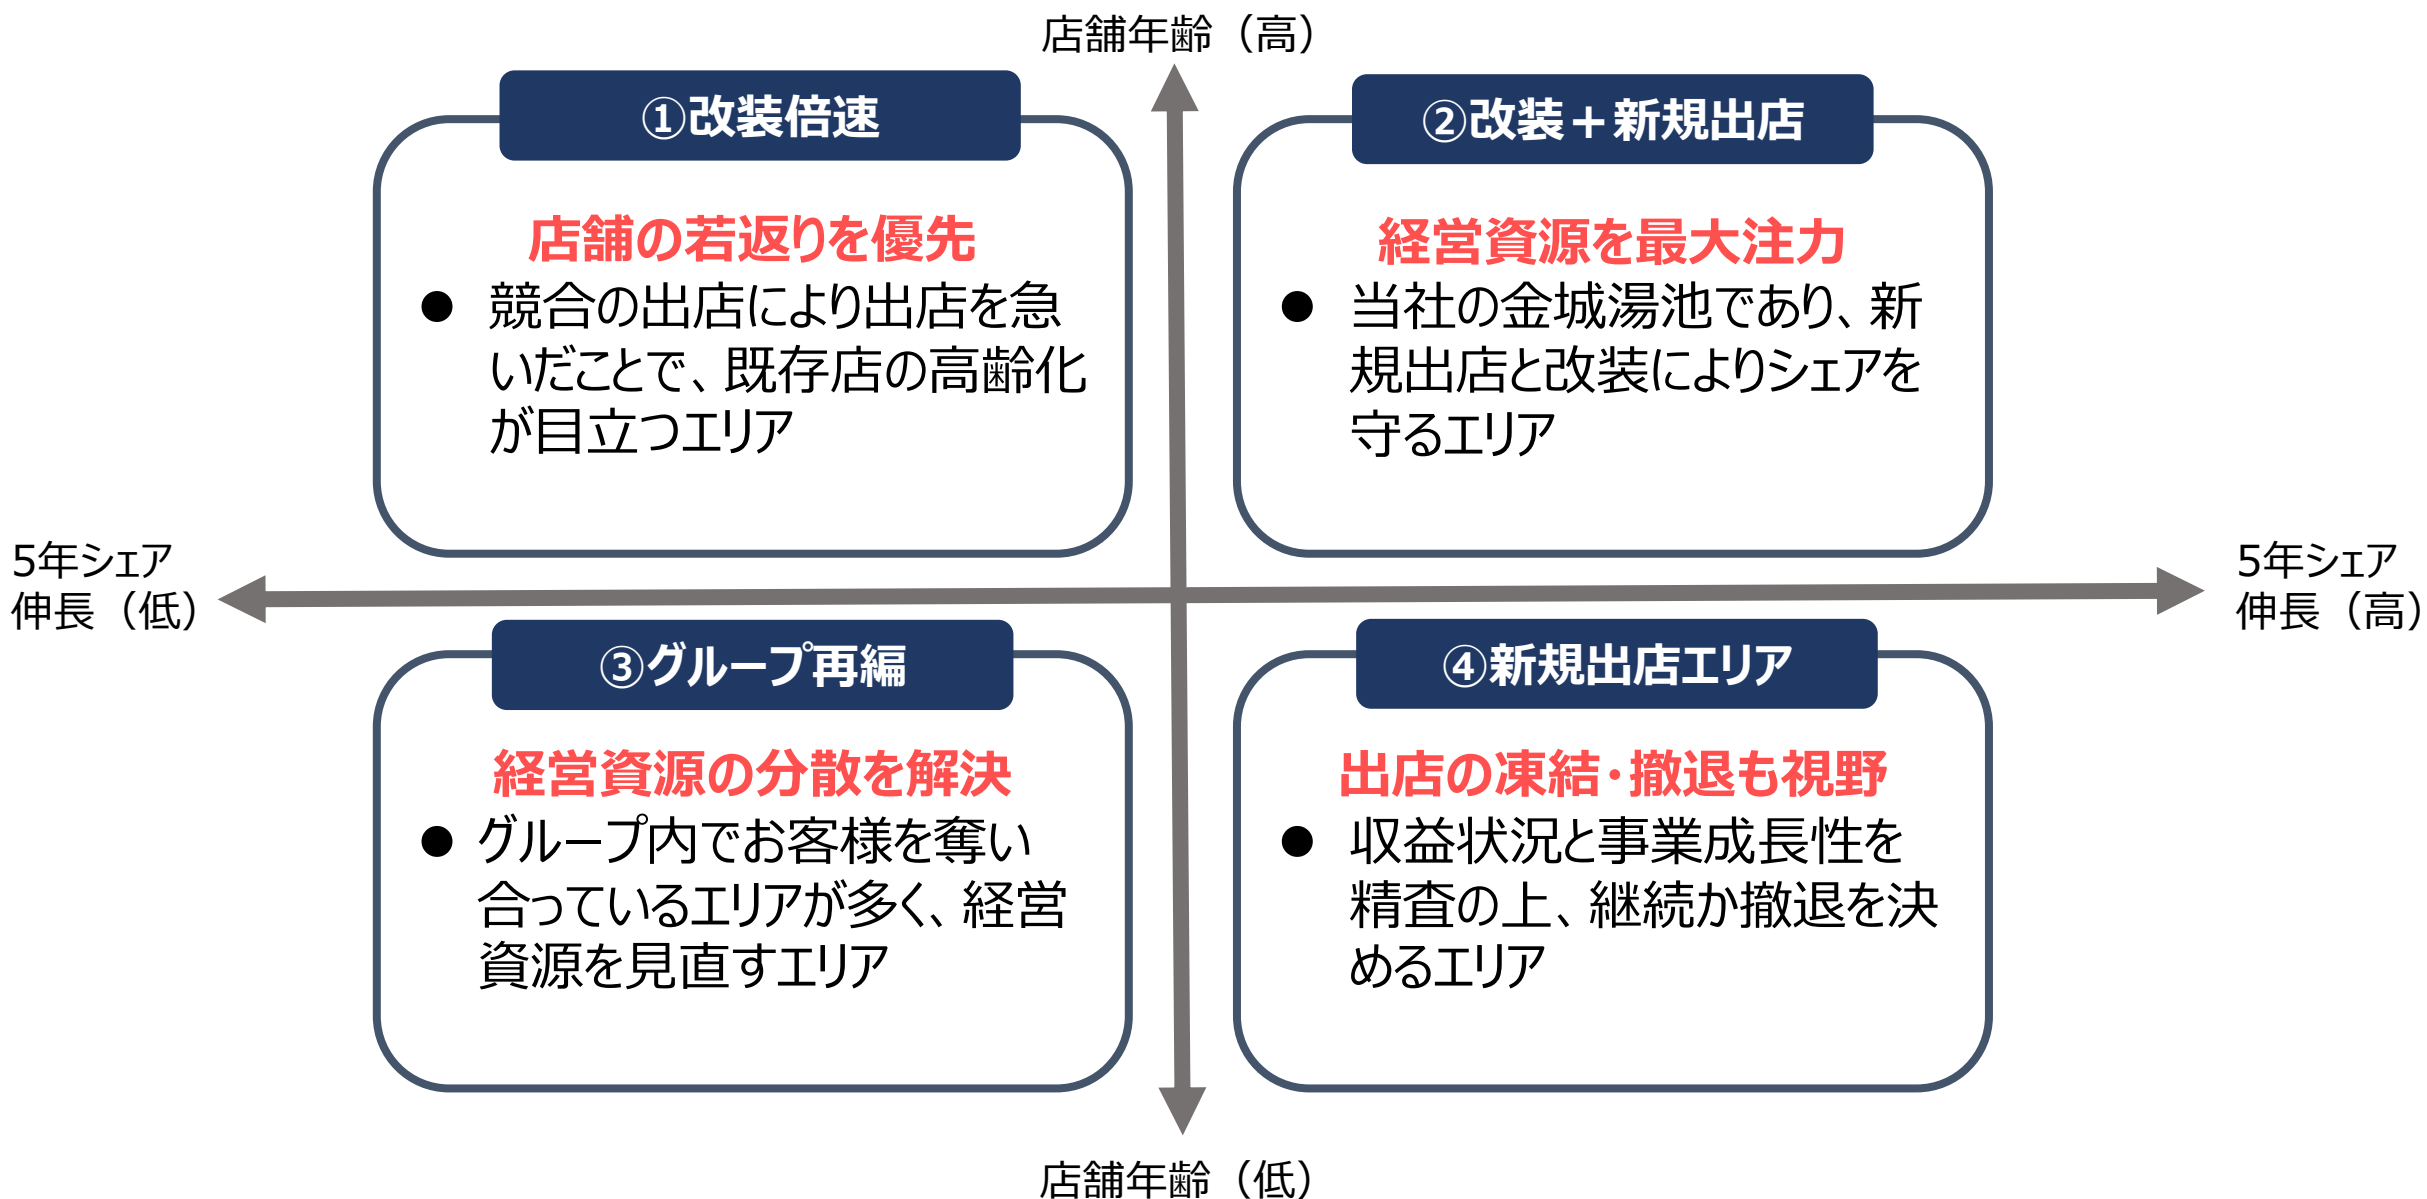 店舗年齢（高）
①改装倍速
店舗の若返りを優先
● 競合の出店により出店を急
いだことで、既存店の高齢化
が目立つエリア
②改装＋新規出店
経営資源を最大注力
● 当社の金城湯池であり、新
規出店と改装によりシェアを
守るエリア
5年シェア
伸長（低）
5年シェア
伸長（高）
③グループ再編
経営資源の分散を解決
● グループ内でお客様を奪い
合っているエリアが多く、経営
資源を見直すエリア
④新規出店エリア
出店の凍結･撤退も視野
● 収益状況と事業成長性を
精査の上、継続か撤退を決
めるエリア
店舗年齢（低）